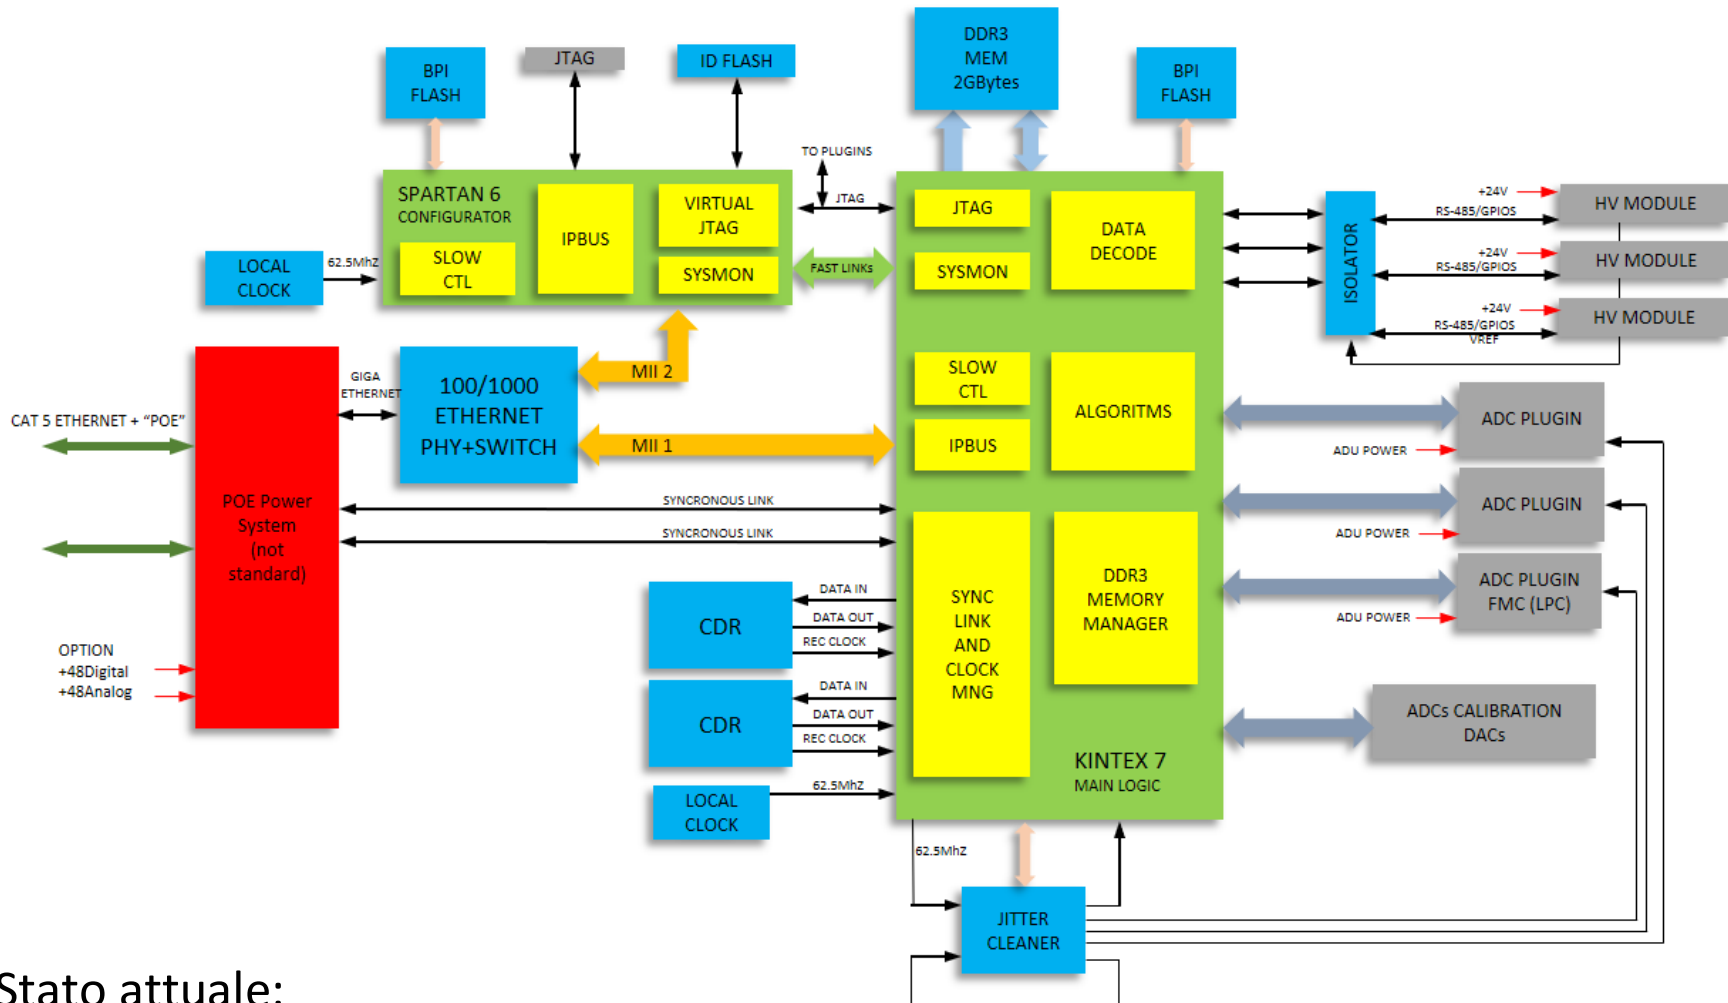 DDR3
MEM
2GBytes
BPI
FLASH
JTAG
ID FLASH
BPI
FLASH
TO PLUGINS
JTAG
SPARTAN 6
CONFIGURATOR
IPBUS
VIRTUAL
JTAG
SLOW
CTL
SYSMON
FAST LINKs
LOCAL
CLOCK
62.5MhZ
JTAG
SYSMON
DATA
DECODE
ISOLATOR
+24V
RS-485/GPIOS
HV MODULE
+24V
RS-485/GPIOS
HV MODULE
+24V
RS-485/GPIOS
VREF
HV MODULE
GIGA
ETHERNET
100/1000
ETHERNET
PHY+SWITCH
MII 2
MII 1
SLOW
CTL
IPBUS
ALGORITMS
ADC PLUGIN
ADU POWER
ADC PLUGIN
ADU POWER
ADC PLUGIN
FMC (LPC)
ADU POWER
CAT 5 ETHERNET + “POE”
POE Power
System
(not
standard)
SYNCRONOUS LINK
SYNCRONOUS LINK
OPTION
+48Digital
+48Analog
CDR
DATA IN
DATA OUT
REC CLOCK
CDR
DATA IN
DATA OUT
REC CLOCK
LOCAL
CLOCK
62.5MhZ
SYNC
LINK
AND
CLOCK
MNG
DDR3
MEMORY
MANAGER
KINTEX 7
MAIN LOGIC
ADCs CALIBRATION
DACs
62.5MhZ
JITTER
CLEANER
Stato attuale: